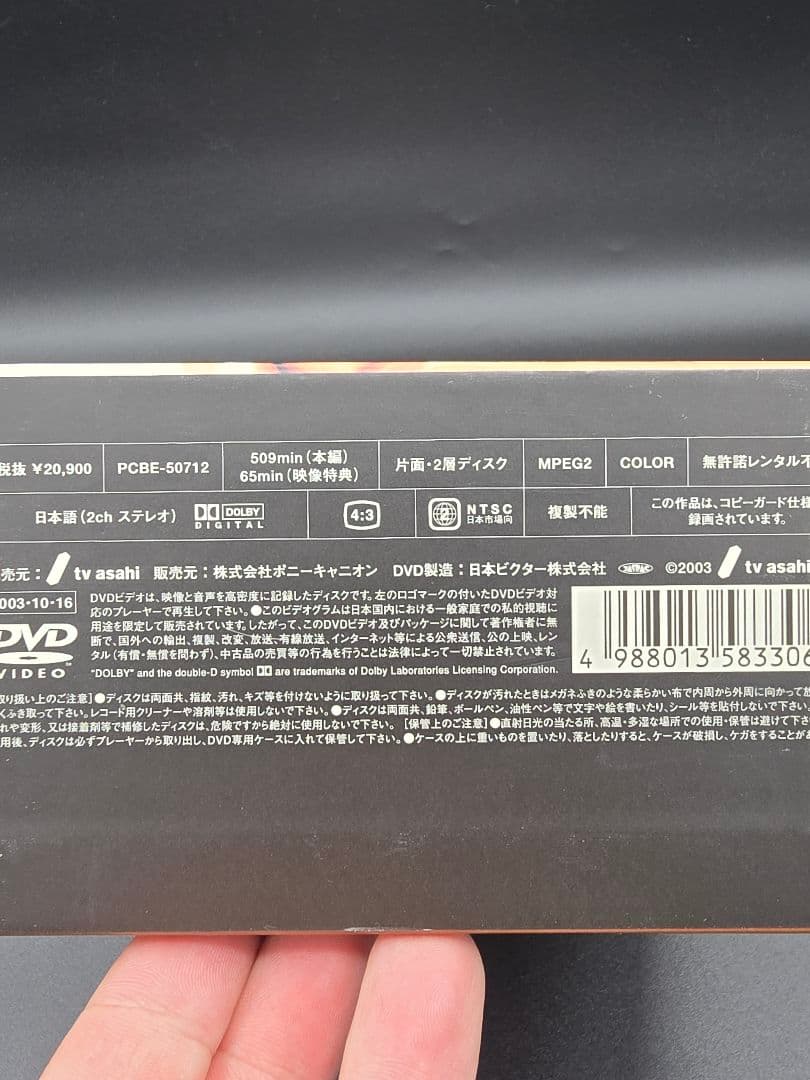 税抜 ¥20,900 PCBE-50712 509min(本編) 片面・2層ディスク MPEG2 COLOR 無許諾レンタル不
65min(映像特典)
日本語(2ch ステレオ) DOLBY DIGITAL 4:3 NTSC 日本市場向 複製不能 この作品は、コピーガード仕様
録画されています。
売元: tv asahi 販売元:株式会社ポニーキャニオン DVD製造:日本ビクター株式会社 ©2003 tv asahi
2003・10・16
DVD VIDEO
DVDビデオは、映像と音声を高密度に記録したディスクです。左のロゴマークの付いたDVDビデオ対
応のプレーヤーで再生して下さい。●このビデオグラムは日本国内における一般家庭での私的視聴に
用途を限定して販売されています。したがって、このDVDビデオ及びパッケージに関して著作権者に無
断で、国外への輸出、複製、改変、放送、有線放送、インターネット等による公衆送信、公の上映、レン
タル(有償・無償を問わず)、中古品の売買等の行為を行うことは法律によって一切禁止されています。
"DOLBY" and the double-D symbol are trademarks of Dolby Laboratories Licensing Corporation.
4 988013 583306
取り扱い上のご注意]●ディスクは両面共、指紋、汚れ、キズ等を付けないように取り扱って下さい。●ディスクが汚れたときはメガネふきのような柔らかい布で内周から外周に向かって放
くふき取って下さい。レコード用クリーナーや溶剤等は使用しないで下さい。●ディスクは両面共、鉛筆、ボールペン、油性ペン等で文字や絵を書いたり、シール等を貼付しないで下さい。
れや変形、又は接着剤等で補修したディスクは、危険ですから絶対に使用しないで下さい。[保管上のご注意]●直射日光の当たる所、高温・多湿な場所での使用・保管は避けて下さ
用後、ディスクは必ずプレーヤーから取り出し、DVD専用ケースに入れて保管して下さい。●ケースの上に重いものを置いたり、落としたりすると、ケースが破損し、ケガをすることがあ